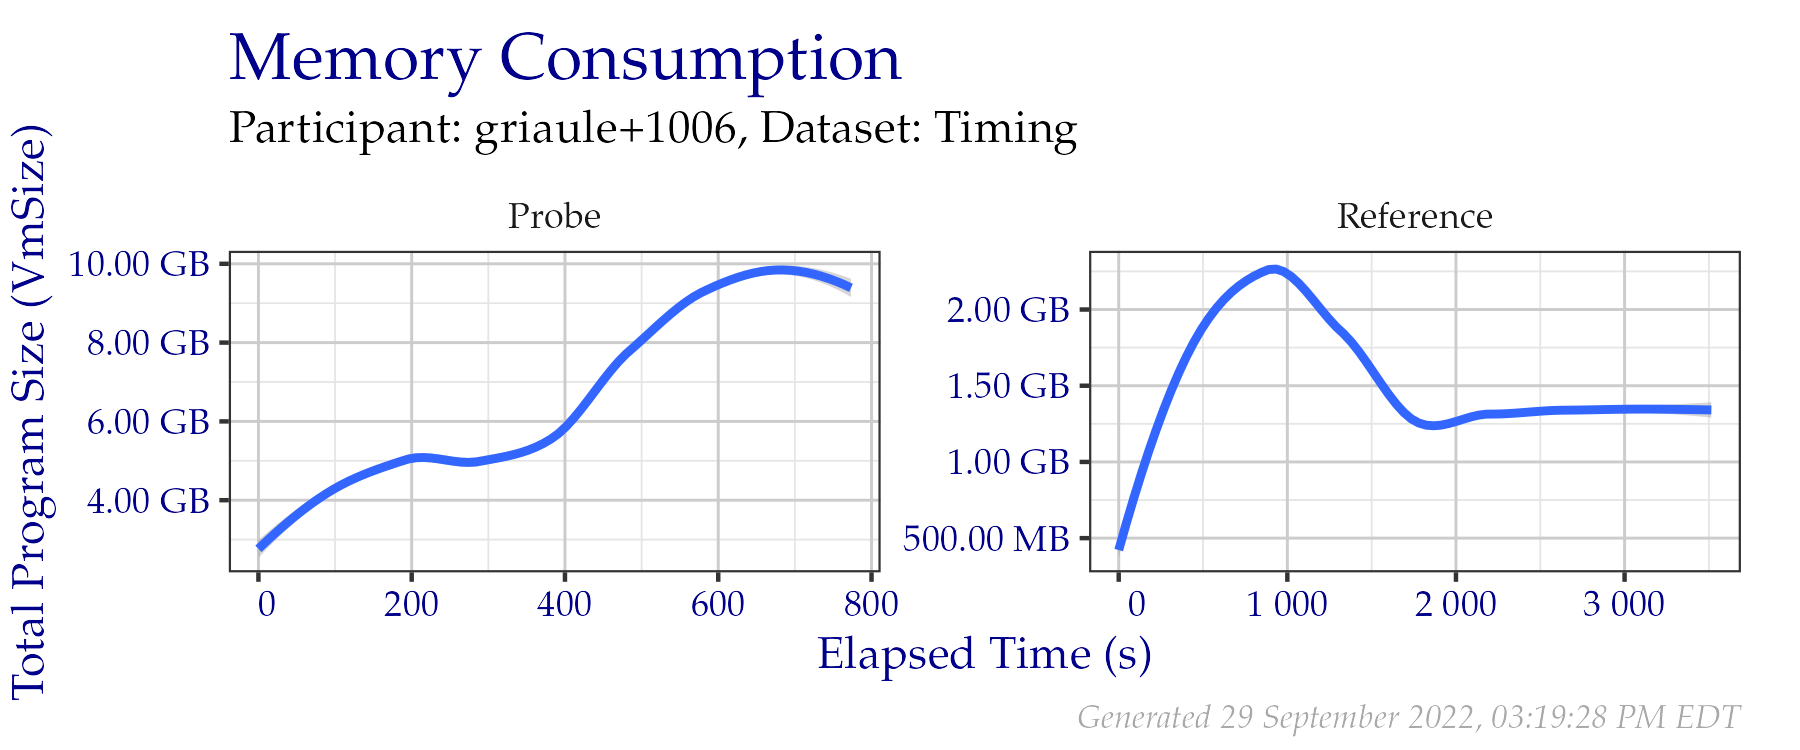 Memory Consumption
Participant: griaule+1006, Dataset: Timing
Total Program Size (VmSize)
Probe
10.00 GB
8.00 GB
6.00 GB
4.00 GB
0 200 400 600 800
Reference
2.00 GB
1.50 GB
1.00 GB
500.00 MB
0 1 000 2 000 3 000
Elapsed Time (s)
Generated 29 September 2022, 03:19:28 PM EDT